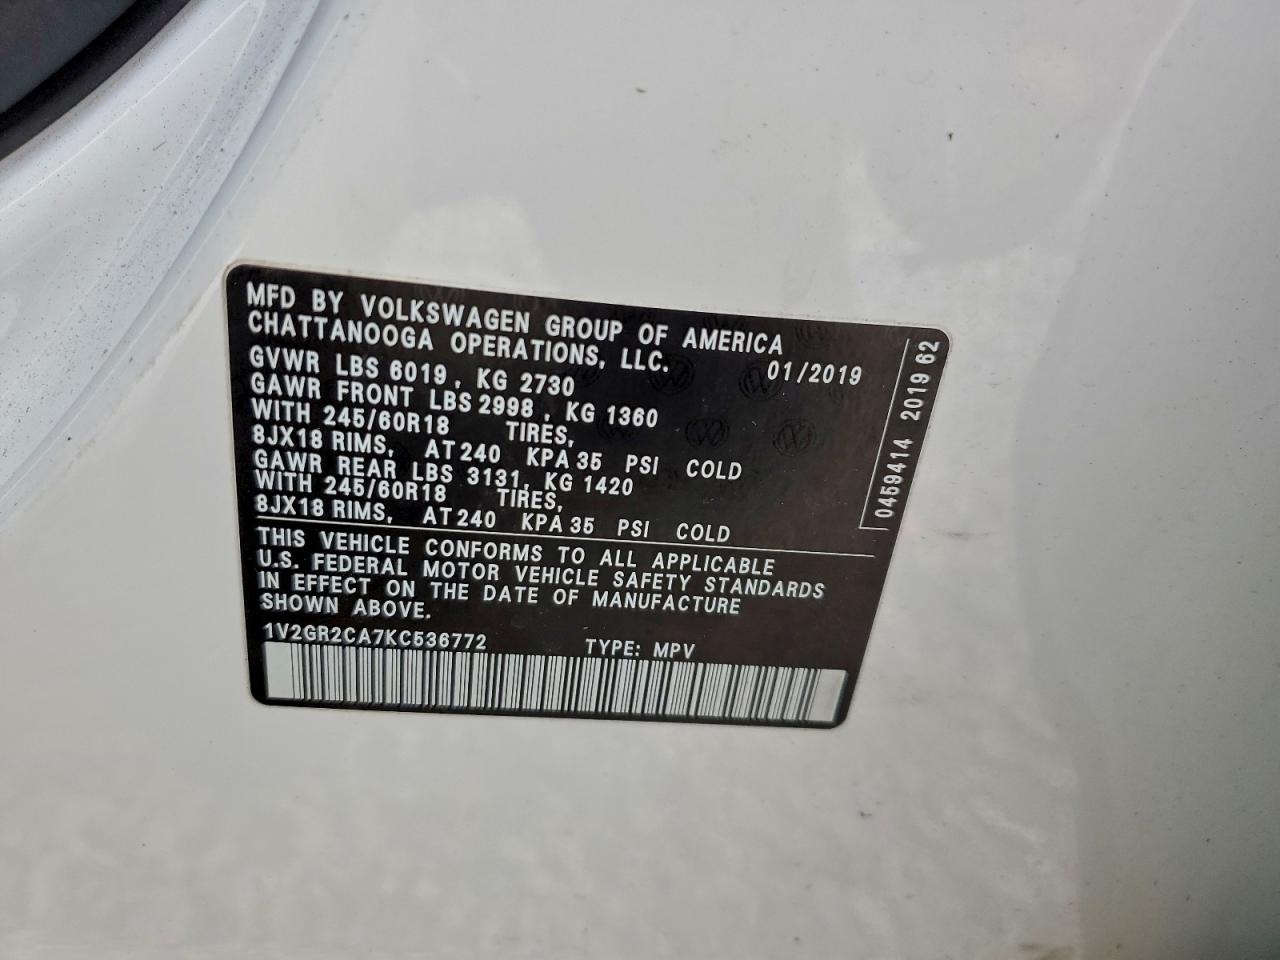 MFD BY VOLKSWAGEN GROUP OF AMERICA
CHATTANOOGA OPERATIONS, LLC.
01/2019
GVWR LBS 6019, KG 2730
GAWR FRONT LBS 2998, KG 1360
WITH 245/60R18 TIRES,
8JX18 RIMS, AT 240 KPA 35 PSI COLD
GAWR REAR LBS 3131, KG 1420
WITH 245/60R18 TIRES,
8JX18 RIMS, AT 240 KPA 35 PSI COLD
THIS VEHICLE CONFORMS TO ALL APPLICABLE
U.S. FEDERAL MOTOR VEHICLE SAFETY STANDARDS
IN EFFECT ON THE DATE OF MANUFACTURE
SHOWN ABOVE.
1V2GR2CA7KC536772 TYPE: MPV
0459414 2019 62